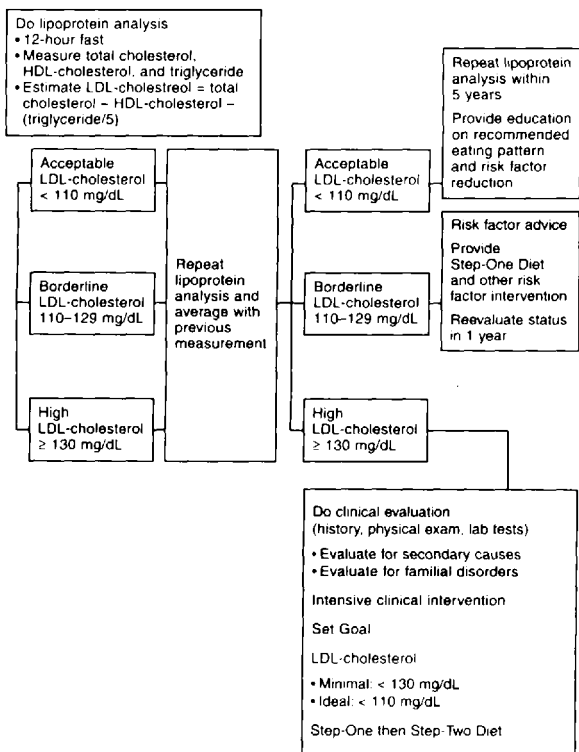 Do lipoprotein analysis
• 12-hour fast
• Measure total cholesterol,
HDL-cholesterol, and triglyceride
• Estimate LDL-cholestreol = total
cholesterol – HDL-cholesterol –
(triglyceride/5)
Acceptable
LDL-cholesterol
< 110 mg/dL
Borderline
LDL-cholesterol
110–129 mg/dL
High
LDL-cholesterol
≥ 130 mg/dL
Repeat lipoprotein
analysis and
average with
previous
measurement
Acceptable
LDL-cholesterol
< 110 mg/dL
Borderline
LDL-cholesterol
110–129 mg/dL
High
LDL-cholesterol
≥ 130 mg/dL
Repeat lipoprotein
analysis within
5 years
Provide education
on recommended
eating pattern
and risk factor
reduction
Risk factor advice
Provide
Step-One Diet
and other risk
factor intervention
Reevaluate status
in 1 year
Do clinical evaluation
(history, physical exam, lab tests)
• Evaluate for secondary causes
• Evaluate for familial disorders
Intensive clinical intervention
Set Goal
LDL-cholesterol
• Minimal: < 130 mg/dL
• Ideal: < 110 mg/dL
Step-One then Step-Two Diet